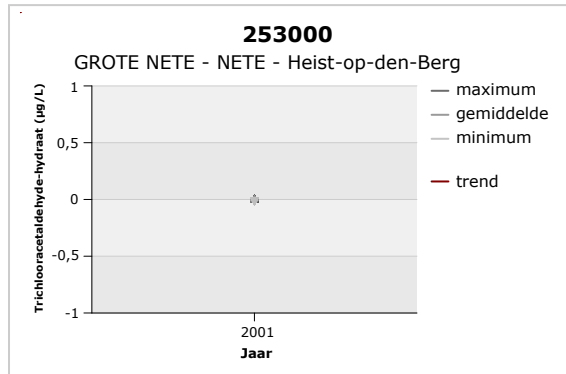 253000
GROTE NETE - NETE - Heist-op-den-Berg
Trichlooracetaldehyde-hydraat (µg/L)
1
0,5
0
-0,5
-1
2001
Jaar
maximum
gemiddelde
minimum
trend